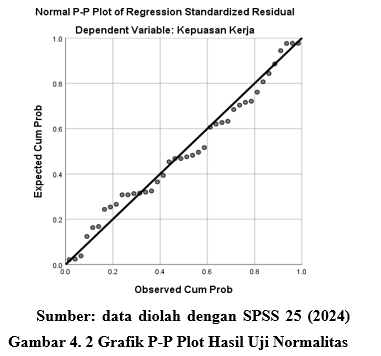 Normal P-P Plot of Regression Standardized Residual
Dependent Variable: Kepuasan Kerja
1.0
0.8
0.6
0.4
0.2
0.0
Expected Cum Prob
0.0 0.2 0.4 0.6 0.8 1.0
Observed Cum Prob
Sumber: data diolah dengan SPSS 25 (2024)
Gambar 4. 2 Grafik P-P Plot Hasil Uji Normalitas